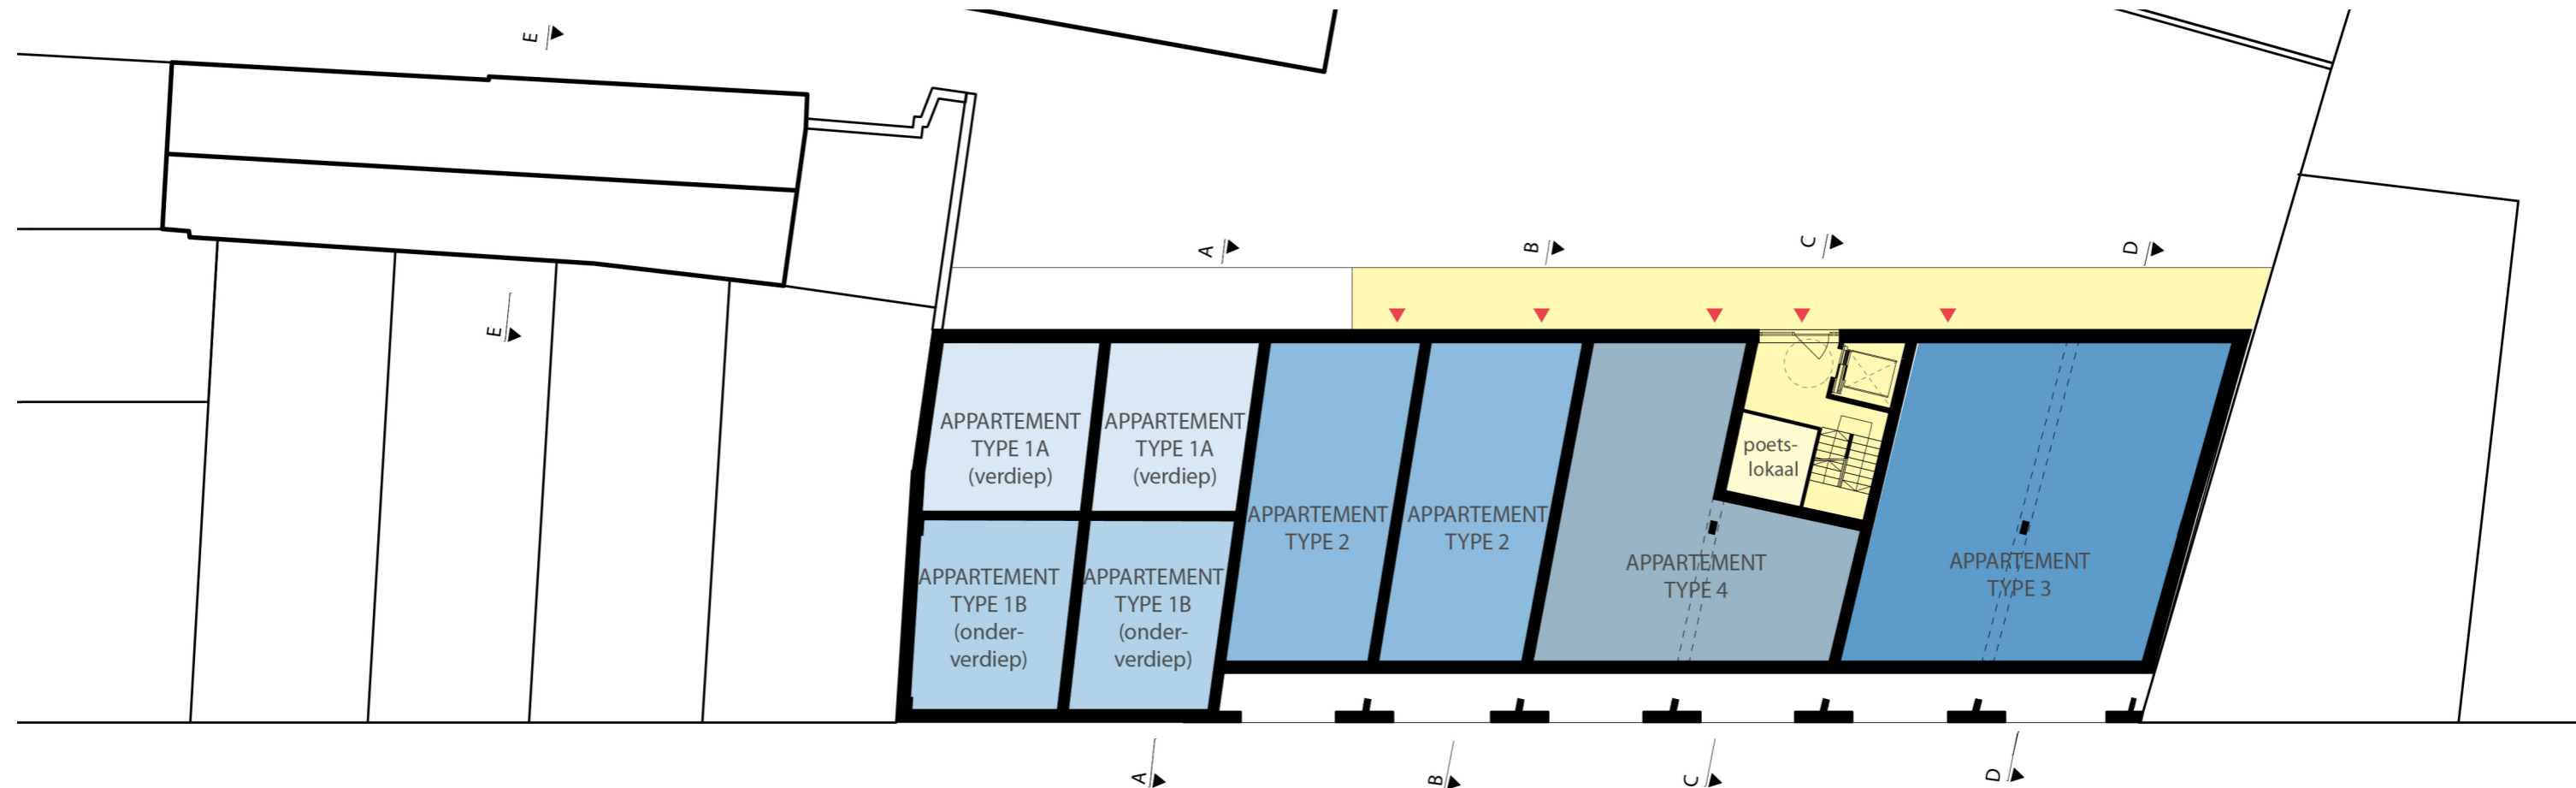 E
A
B
C
D
E
APPARTEMENT
TYPE 1A
(verdiep)
APPARTEMENT
TYPE 1A
(verdiep)
poets-
lokaal
APPARTEMENT
TYPE 2
APPARTEMENT
TYPE 2
APPARTEMENT
TYPE 4
APPARTEMENT
TYPE 3
APPARTEMENT
TYPE 1B
(onder-
verdiep)
APPARTEMENT
TYPE 1B
(onder-
verdiep)
A
B
C
D